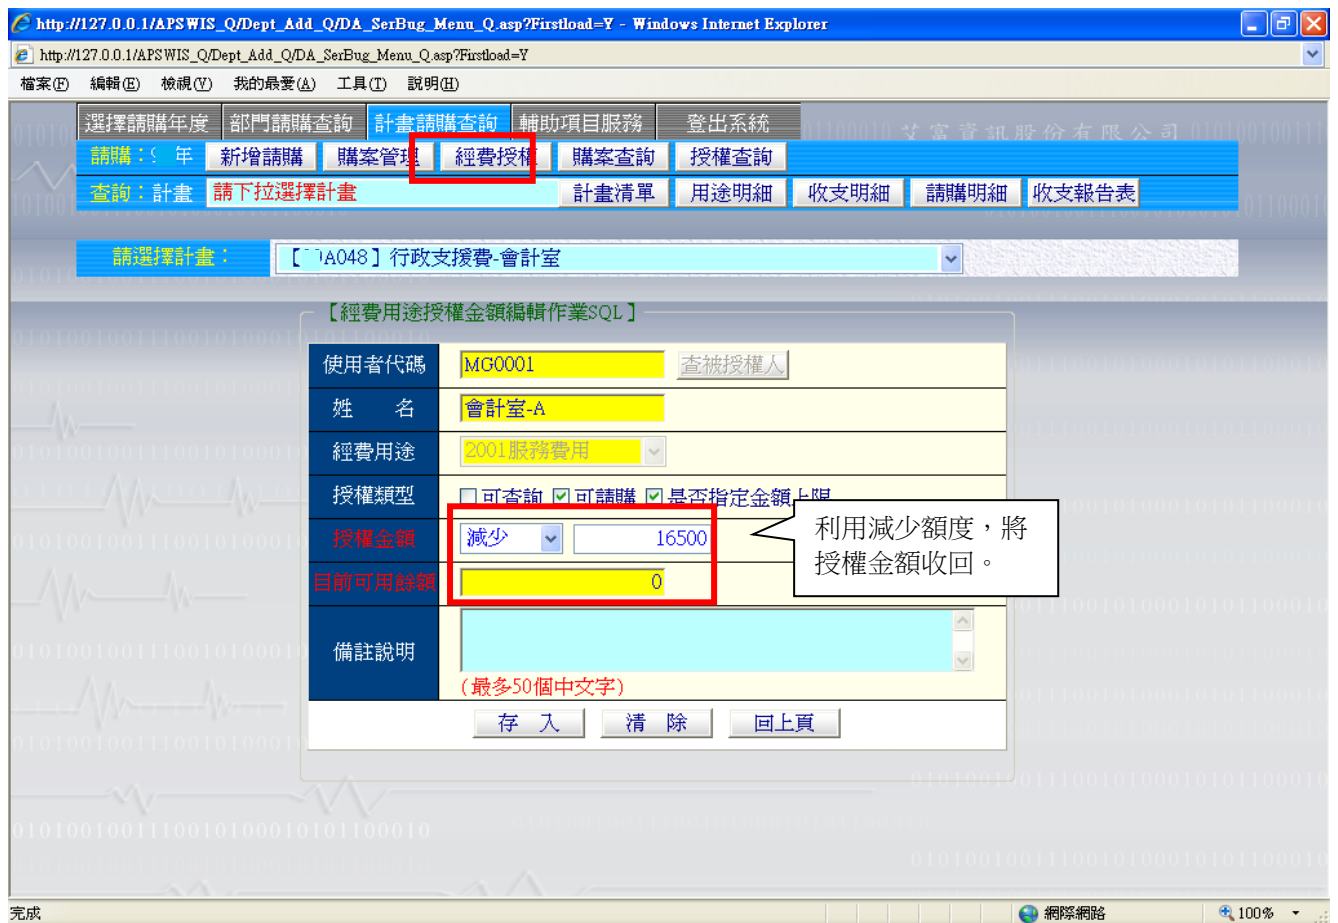 http://127.0.0.1/APSWIS_Q/Dept_Add_Q/DA_SerBug_Menu_Q.asp?Firstload=Y - Windows Internet Explorer
http://127.0.0.1/APSWIS_Q/Dept_Add_Q/DA_SerBug_Menu_Q.asp?Firstload=Y
檔案(F) 編輯(E) 檢視(V) 我的最愛(A) 工具(T) 說明(H)
選擇請購年度 部門請購查詢 計畫請購查詢 輔助項目服務 登出系統
艾富資訊股份有限公司
請購：9 年 新增請購 購案管理 經費授權 購案查詢 授權查詢
查詢：計畫 請下拉選擇計畫 計畫清單 用途明細 收支明細 請購明細 收支報告表
請選擇計畫： 【 A048】行政支援費-會計室
【經費用途授權金額編輯作業SQL】
使用者代碼 MG0001 查被授權人
姓 名 會計室-A
經費用途 2001服務費用
授權類型 可查詢 可請購 是否指定金額上限
授權金額 減少 16500
利用減少額度，將
授權金額收回。
目前可用餘額 0
備註說明
(最多50個中文字)
存 入 清 除 回上頁
完成 網際網路 100%